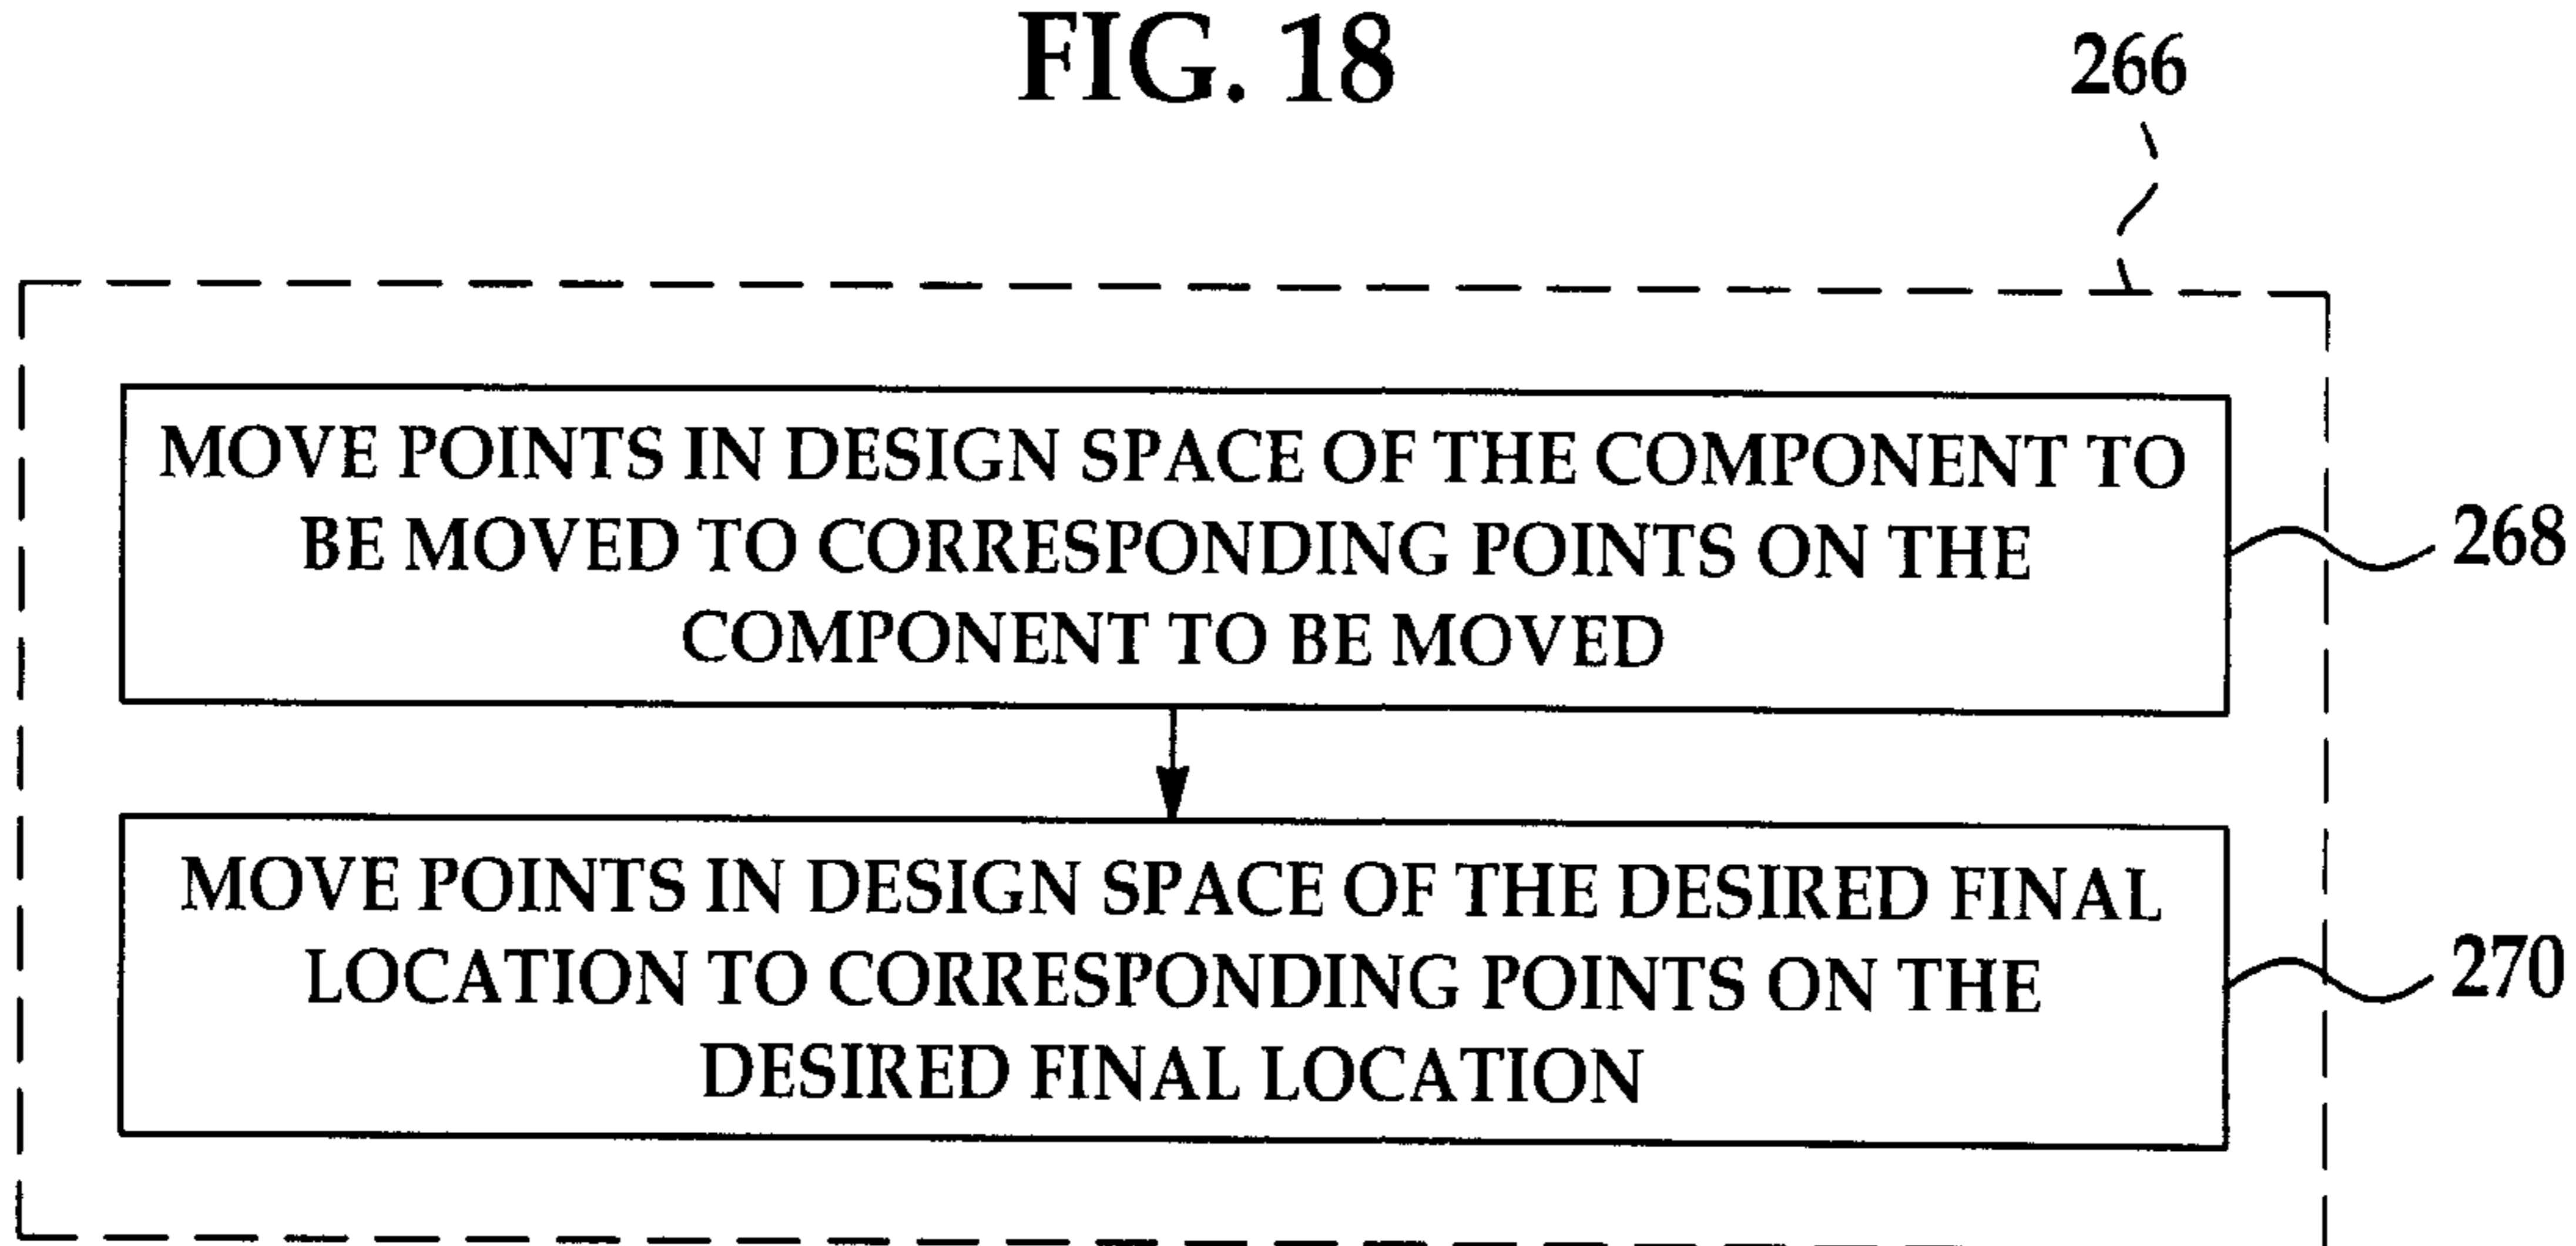 FIG. 18
266
MOVE POINTS IN DESIGN SPACE OF THE COMPONENT TO
BE MOVED TO CORRESPONDING POINTS ON THE
COMPONENT TO BE MOVED
268
MOVE POINTS IN DESIGN SPACE OF THE DESIRED FINAL
LOCATION TO CORRESPONDING POINTS ON THE
DESIRED FINAL LOCATION
270